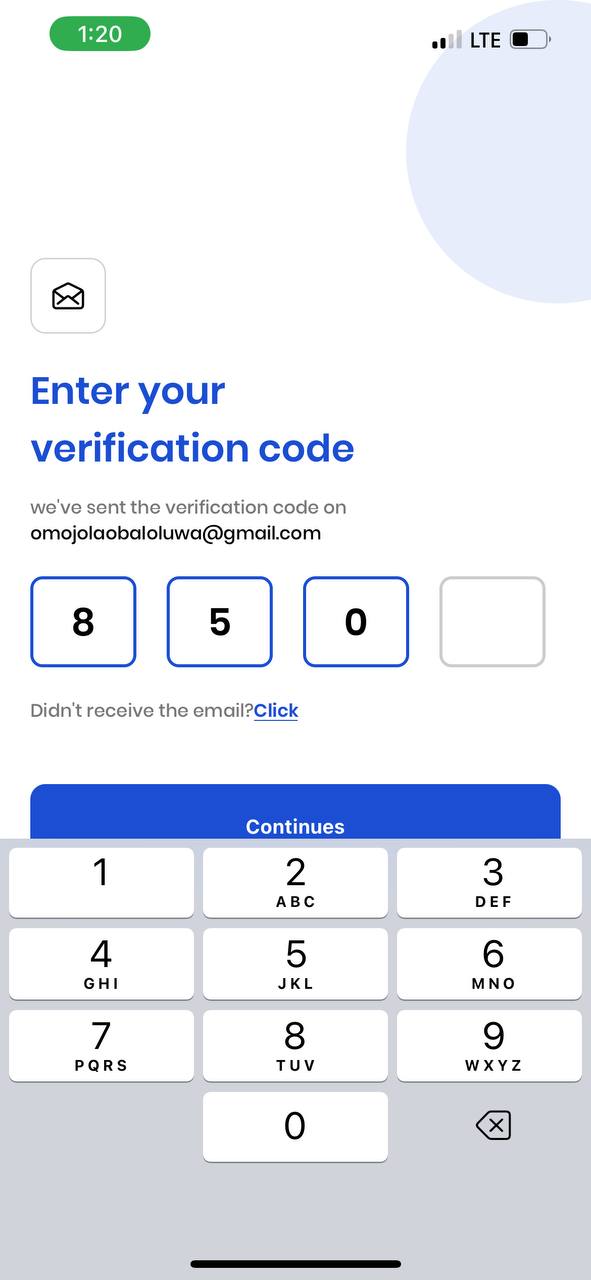 1:20 LTE
Enter your
verification code
we've sent the verification code on
omojolaobaloluwa@gmail.com
8 5 0
Didn't receive the email?Click
Continues
1 2 3
ABC DEF
4 5 6
GHI JKL MNO
7 8 9
PQRS TUV WXYZ
0